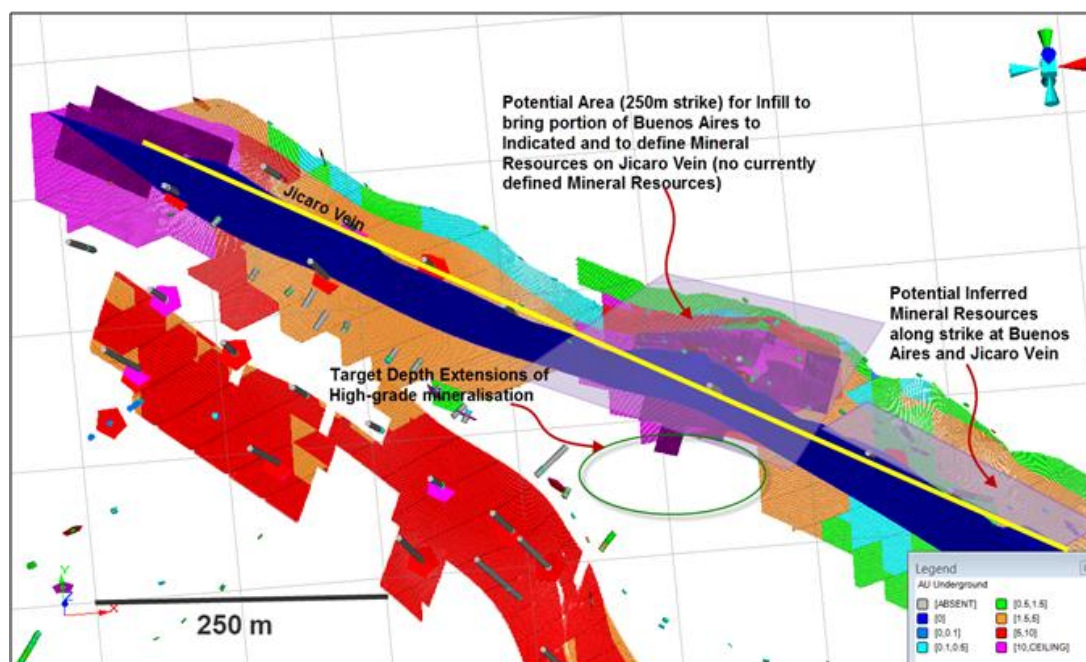 Potential Area (250m strike) for Infill to
bring portion of Buenos Aires to
Indicated and to define Mineral
Resources on Jicaro Vein (no currently
defined Mineral Resources)
Jicaro Vein
Potential Inferred
Mineral Resources
along strike at Buenos
Aires and Jicaro Vein
Target Depth Extensions of
High-grade mineralisation
250 m
Y
X
Legend
AU Underground
[ABSENT]
[0]
[0,0.1]
[0.1,0.5]
[0.5,1.5]
[1.5,5]
[5,10]
[10,CEILING]